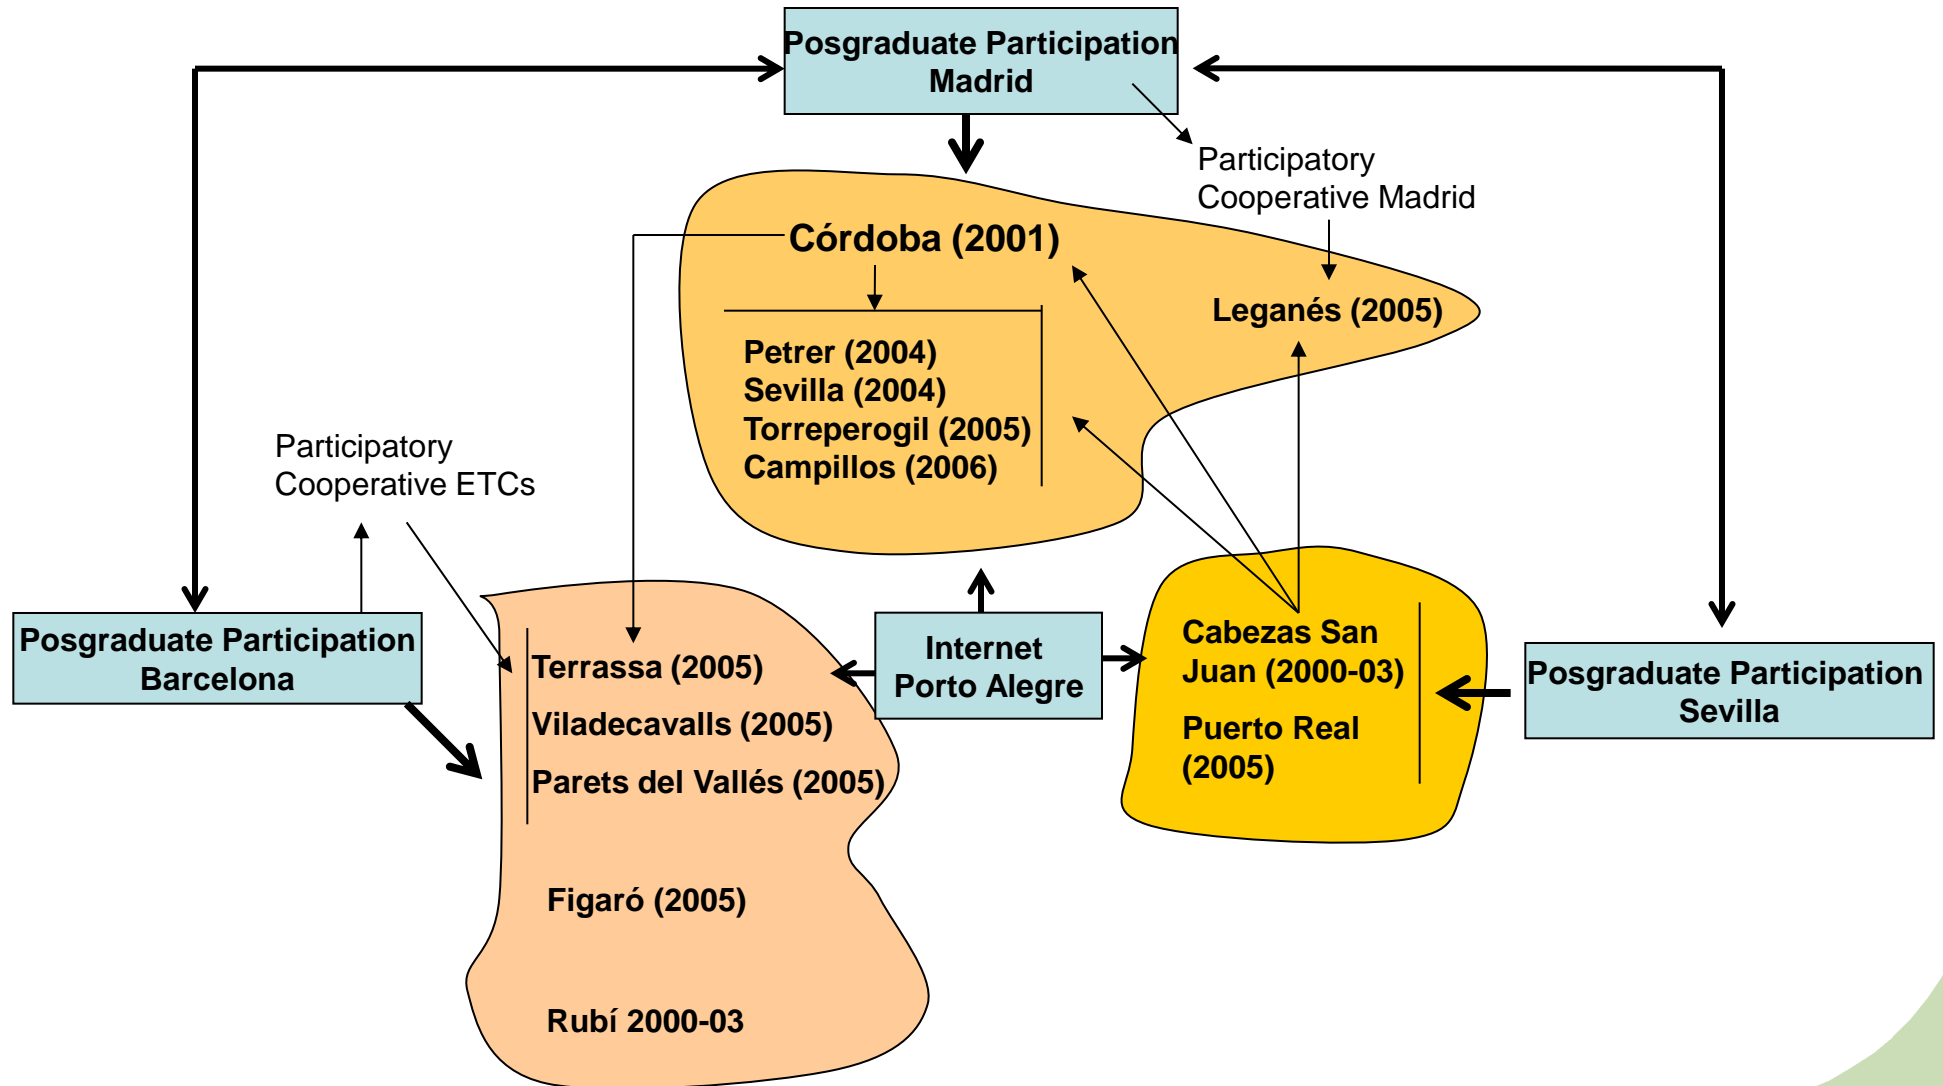 Posgraduate Participation
Madrid
Participatory
Cooperative Madrid
Córdoba (2001)
Leganés (2005)
Petrer (2004)
Sevilla (2004)
Torreperogil (2005)
Campillos (2006)
Participatory
Cooperative ETCs
Posgraduate Participation
Barcelona
Terrassa (2005)
Viladecavalls (2005)
Parets del Vallés (2005)
Figaró (2005)
Rubí 2000-03
Internet
Porto Alegre
Cabezas San
Juan (2000-03)
Puerto Real
(2005)
Posgraduate Participation
Sevilla